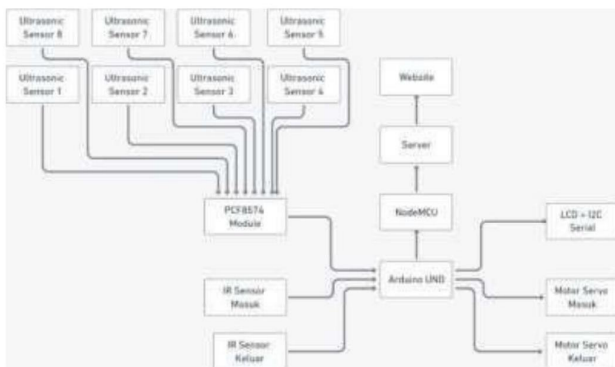 Ultrasonic
Sensor 8
Ultrasonic
Sensor 7
Ultrasonic
Sensor 6
Ultrasonic
Sensor 5
Ultrasonic
Sensor 1
Ultrasonic
Sensor 2
Ultrasonic
Sensor 3
Ultrasonic
Sensor 4
Website
Server
PCF8574
Module
NodeMCU
LCD + I2C
Serial
IR Sensor
Masuk
Arduino UNO
Motor Servo
Masuk
IR Sensor
Keluar
Motor Servo
Keluar